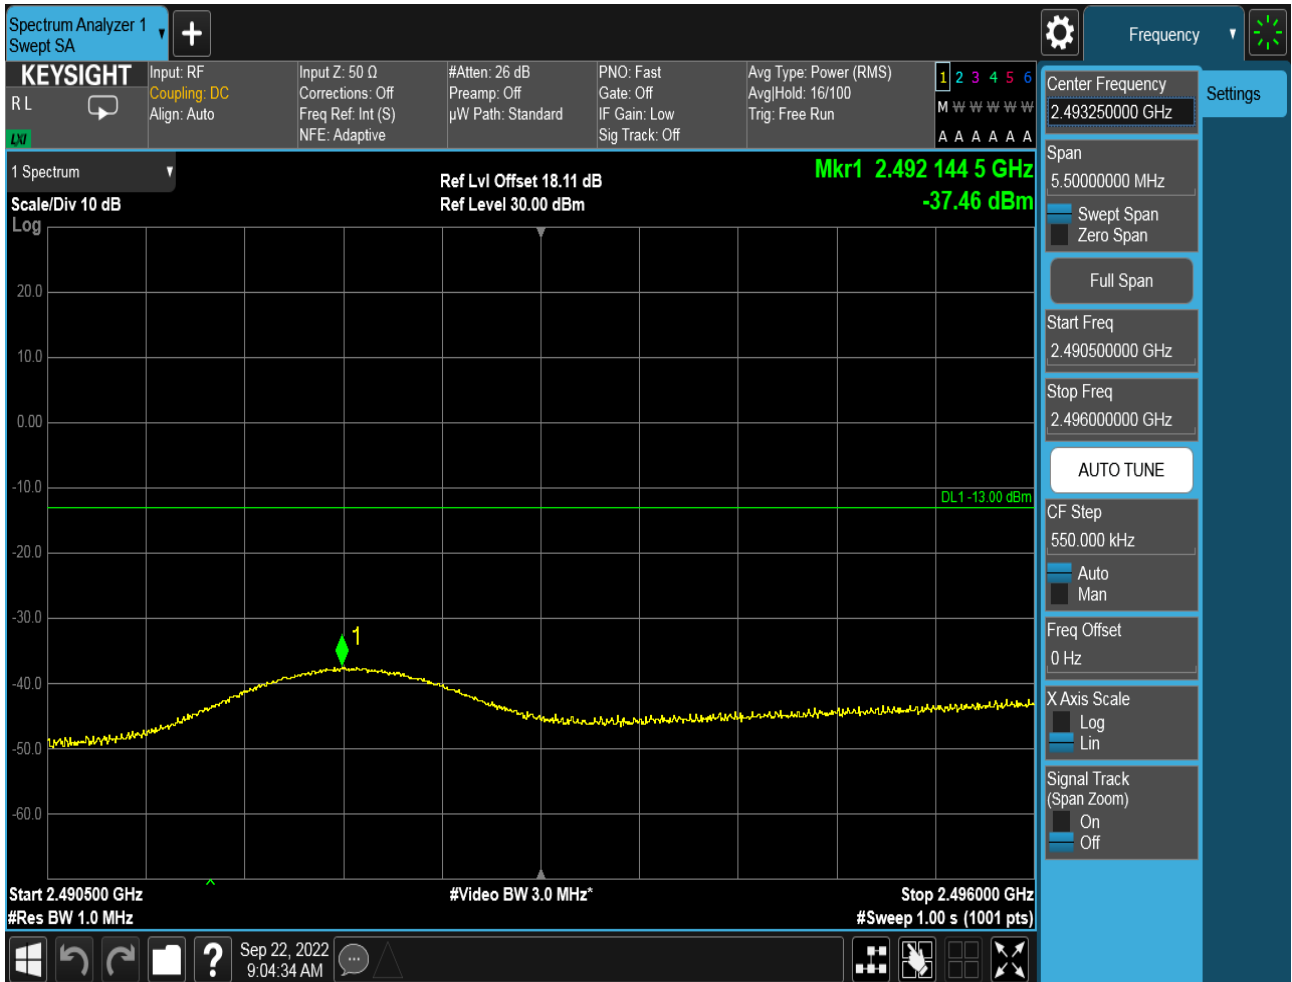 Spectrum Analyzer 1
Swept SA
Frequency
KEYSIGHT
R L
LXI
Input: RF
Coupling: DC
Align: Auto
Input Z: 50 Ω
Corrections: Off
Freq Ref: Int (S)
NFE: Adaptive
#Atten: 26 dB
Preamp: Off
µW Path: Standard
PNO: Fast
Gate: Off
IF Gain: Low
Sig Track: Off
Avg Type: Power (RMS)
Avg|Hold: 16/100
Trig: Free Run
1 2 3 4 5 6
M W W W W W
A A A A A A
1 Spectrum
Scale/Div 10 dB
Log
Ref Lvl Offset 18.11 dB
Ref Level 30.00 dBm
Mkr1 2.492 144 5 GHz
-37.46 dBm
20.0
10.0
0.00
-10.0
DL1 -13.00 dBm
-20.0
-30.0
1
-40.0
-50.0
-60.0
Start 2.490500 GHz
#Video BW 3.0 MHz*
Stop 2.496000 GHz
#Res BW 1.0 MHz
#Sweep 1.00 s (1001 pts)
Sep 22, 2022
9:04:34 AM
Center Frequency
2.493250000 GHz
Settings
Span
5.50000000 MHz
Swept Span
Zero Span
Full Span
Start Freq
2.490500000 GHz
Stop Freq
2.496000000 GHz
AUTO TUNE
CF Step
550.000 kHz
Auto
Man
Freq Offset
0 Hz
X Axis Scale
Log
Lin
Signal Track
(Span Zoom)
On
Off